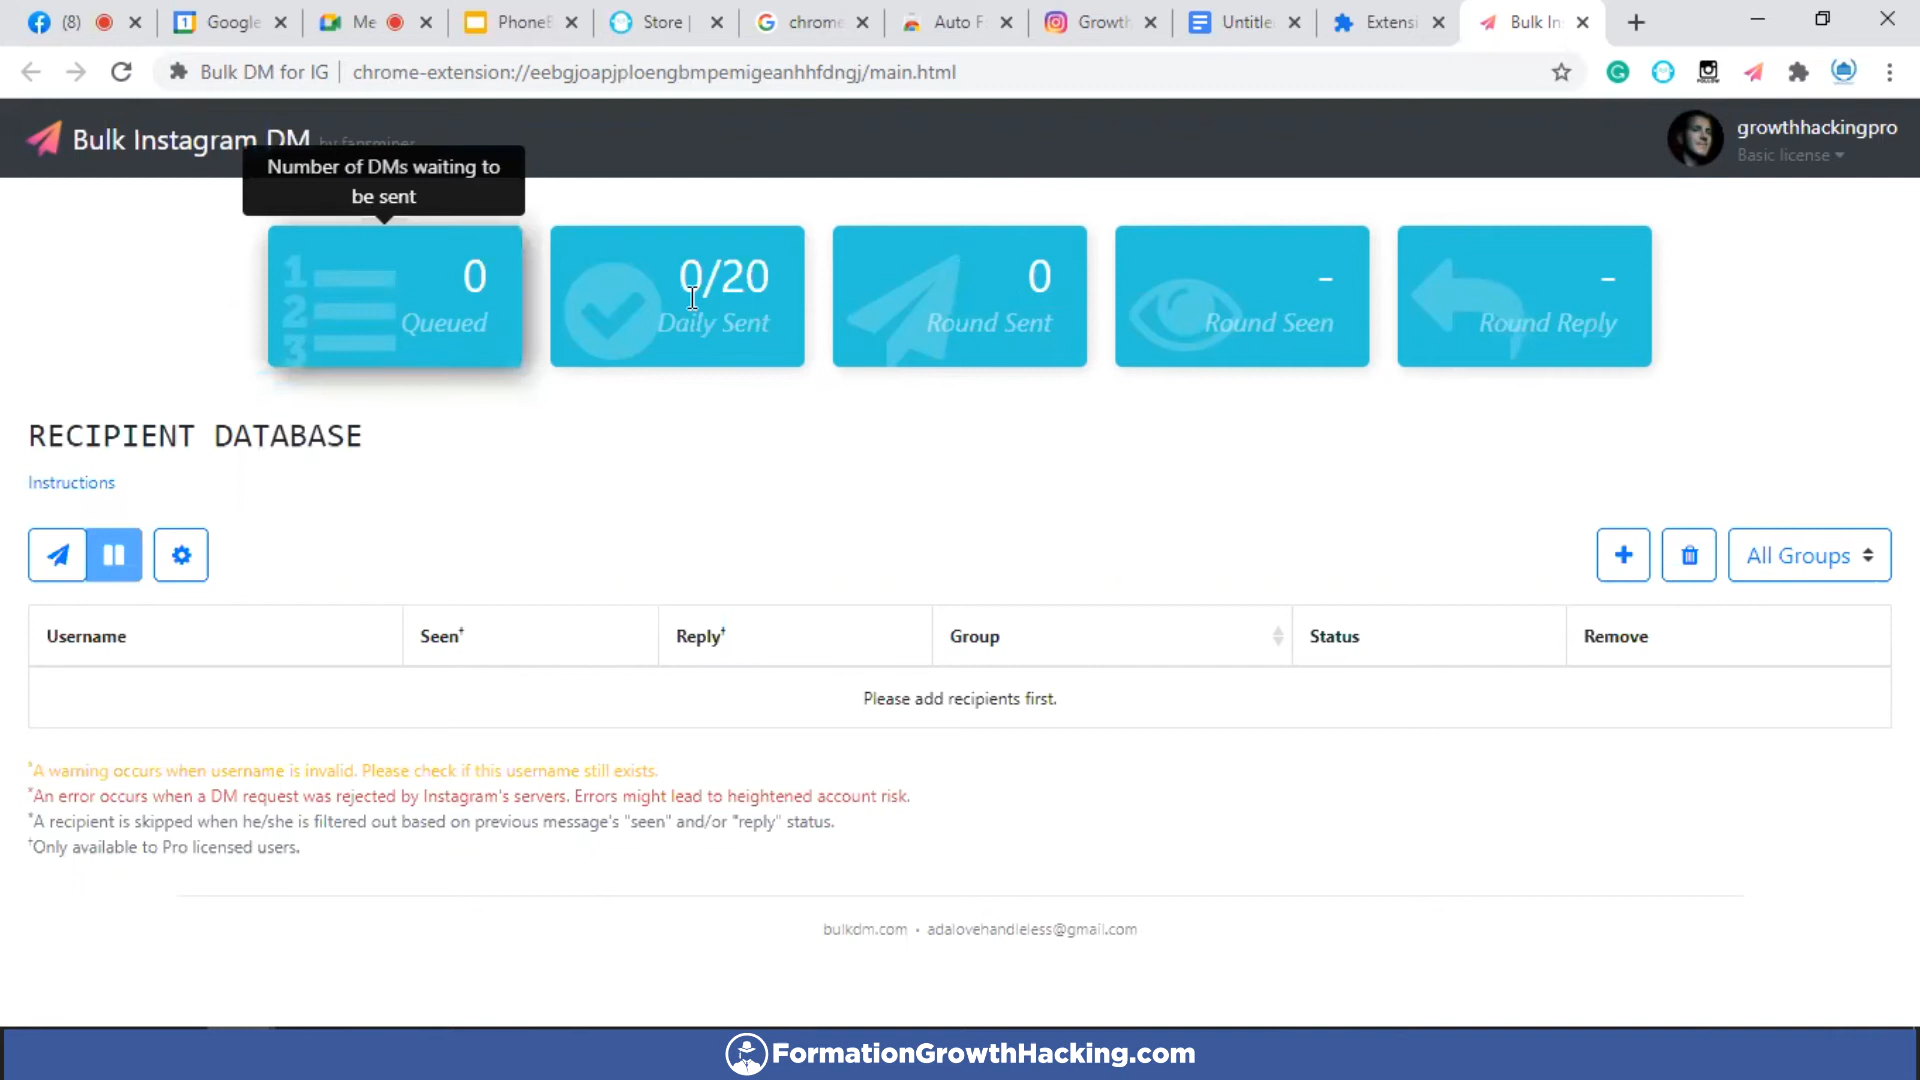 (8)
Google
Me
PhoneE
Store |
chrome
Auto F
Growth
Untitle
Extensi
Bulk In
Bulk DM for IG | chrome-extension://eebgjoapjploengbmpemigeanhhfdngj/main.html
Bulk Instagram DM by fansminer
growthhackingpro
Basic license
Number of DMs waiting to
be sent
0
Queued
0/20
Daily Sent
0
Round Sent
-
Round Seen
-
Round Reply
RECIPIENT DATABASE
Instructions
All Groups
Username Seen† Reply† Group Status Remove
Please add recipients first.
*A warning occurs when username is invalid. Please check if this username still exists.
*An error occurs when a DM request was rejected by Instagram's servers. Errors might lead to heightened account risk.
*A recipient is skipped when he/she is filtered out based on previous message's "seen" and/or "reply" status.
†Only available to Pro licensed users.
bulkdm.com • adalovehandleless@gmail.com
FormationGrowthHacking.com